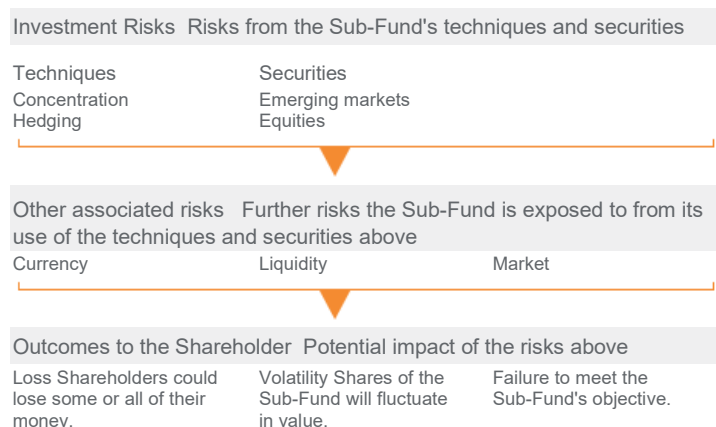 Investment Risks Risks from the Sub-Fund's techniques and securities
Techniques Securities
Concentration Emerging markets
Hedging Equities
Other associated risks Further risks the Sub-Fund is exposed to from its
use of the techniques and securities above
Currency Liquidity Market
Outcomes to the Shareholder Potential impact of the risks above
Loss Shareholders could Volatility Shares of the Failure to meet the
lose some or all of their Sub-Fund will fluctuate Sub-Fund's objective.
money. in value.